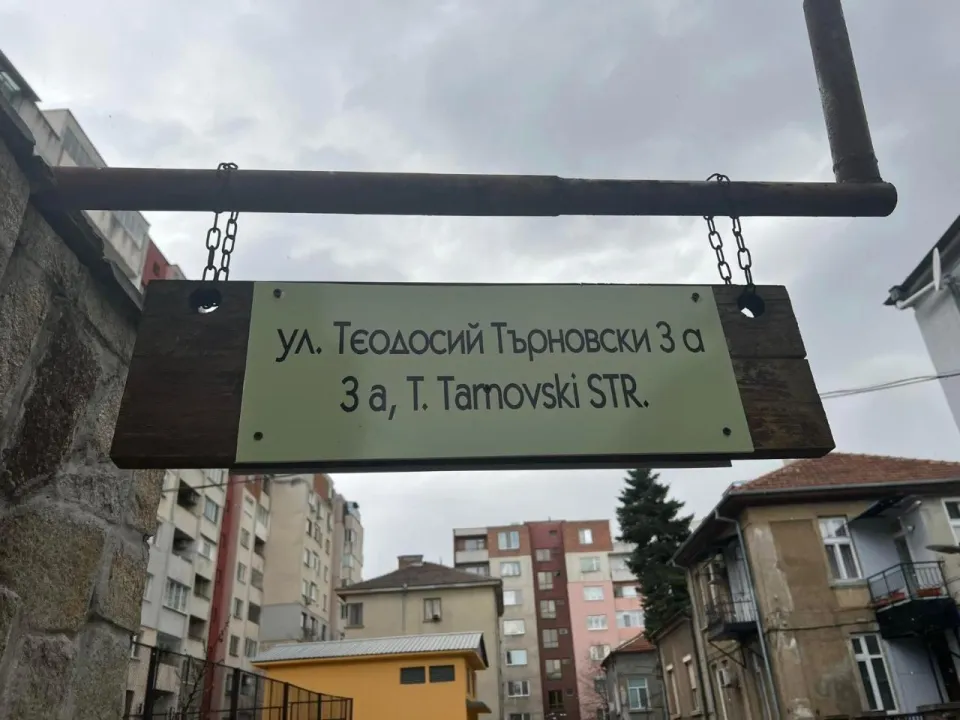 ул. Теодосий Търновски 3 а
3 а, T. Tarnovski STR.